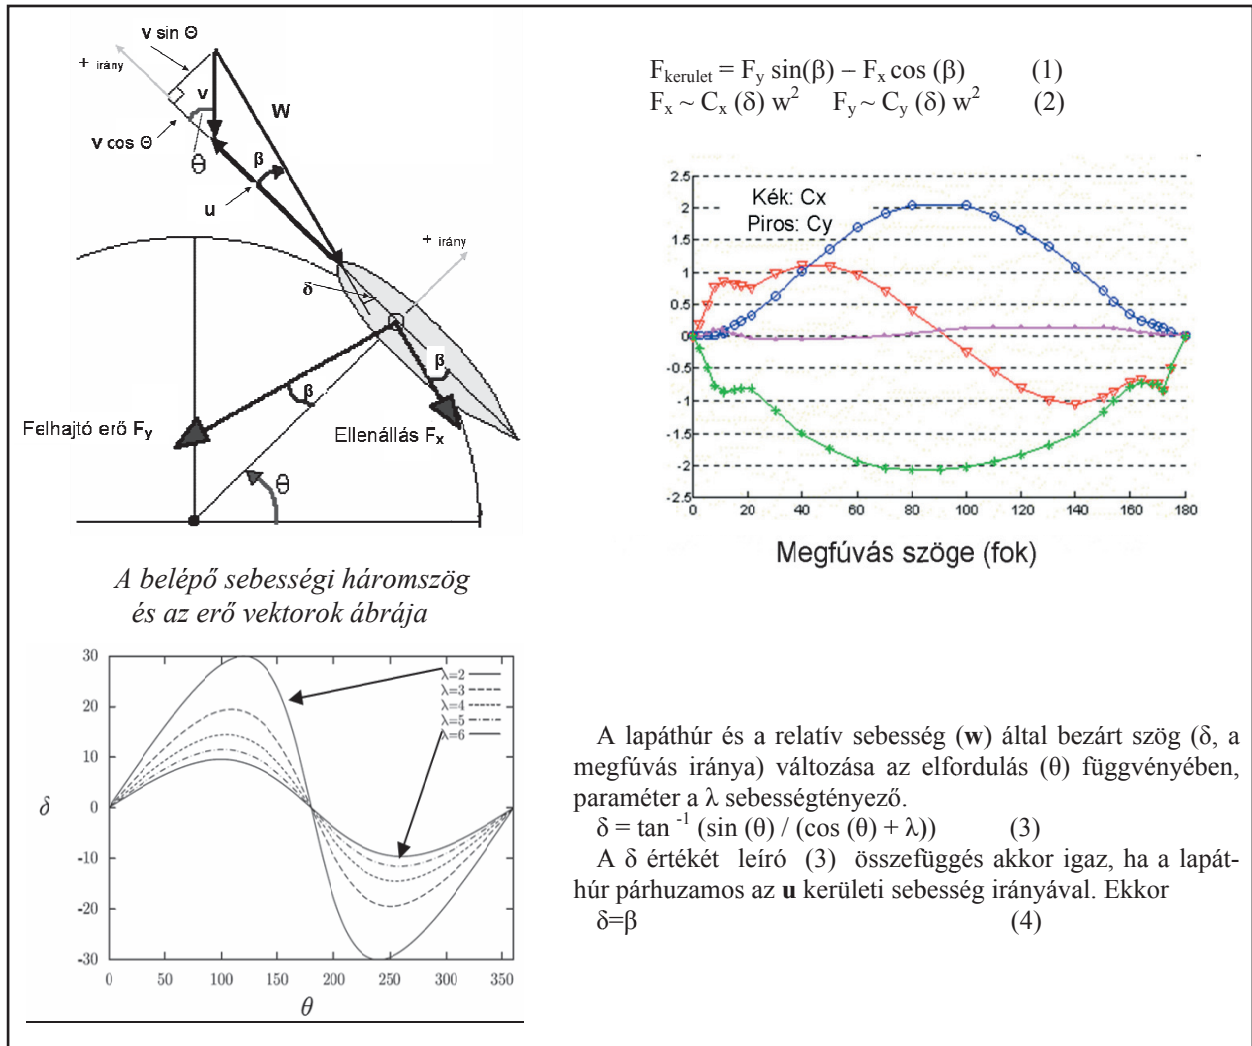 v sin Θ
+ irány
v
W
v cos Θ
θ
β
u
+ irány
δ
β
β
Felhajtó erő Fy
Ellenállás Fx
θ
A belépő sebességi háromszög
és az erő vektorok ábrája
Fkerulet = Fy sin(β) – Fx cos (β) (1)
Fx ~ Cx (δ) w² Fy ~ Cy (δ) w² (2)
Kék: Cx
Piros: Cy
2.5
2
1.5
1
0.5
0
-0.5
-1
-1.5
-2
-2.5
0 20 40 60 80 100 120 140 160 180
Megfúvás szöge (fok)
30
20
10
0
-10
-20
-30
δ
λ=2
λ=3
λ=4
λ=5
λ=6
0 50 100 150 200 250 300 350
θ
A lapáthúr és a relatív sebesség (w) által bezárt szög (δ, a
megfúvás iránya) változása az elfordulás (θ) függvényében,
paraméter a λ sebességtényező.
δ = tan ⁻¹ (sin (θ) / (cos (θ) + λ)) (3)
A δ értékét leíró (3) összefüggés akkor igaz, ha a lapát-
húr párhuzamos az u kerületi sebesség irányával. Ekkor
δ=β (4)